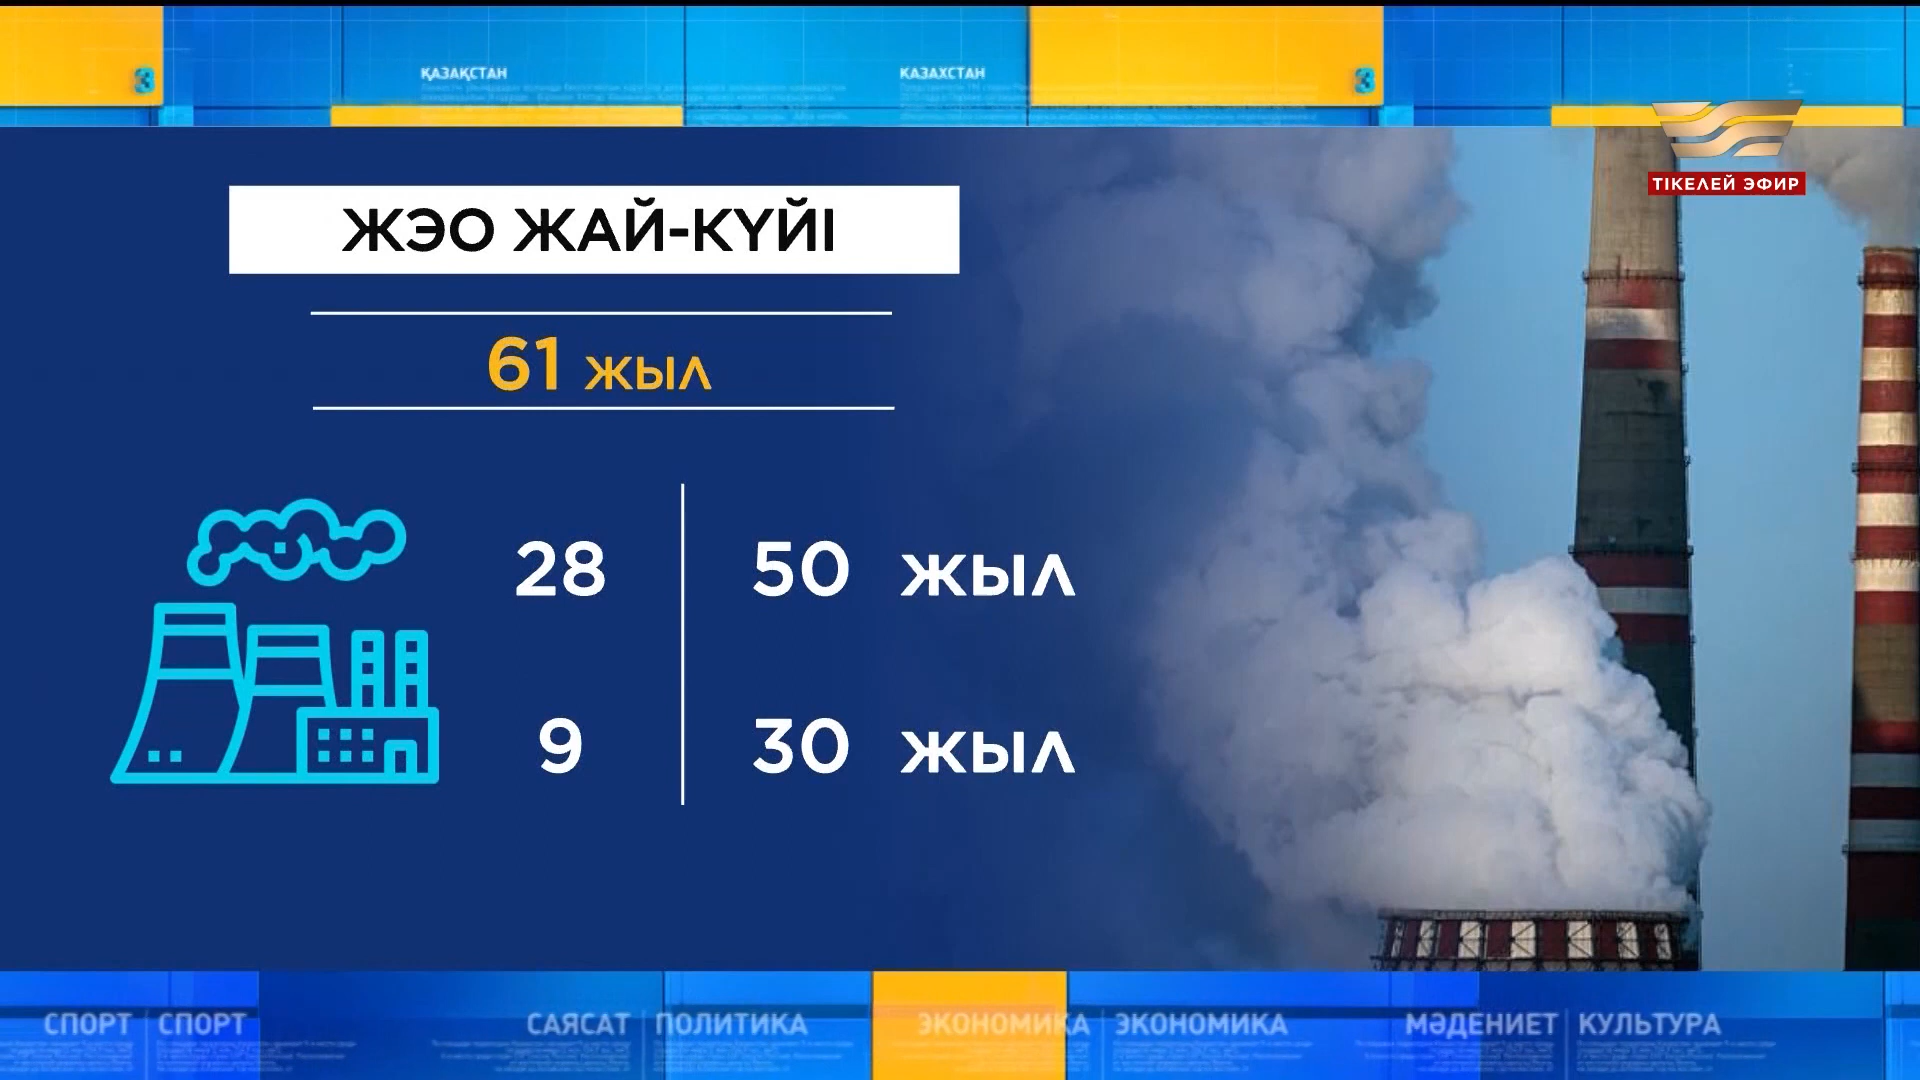 ҚАЗАҚСТАН
КАЗАХСТАН
ТІКЕЛЕЙ ЭФИР
ЖЭО ЖАЙ-КҮЙІ
61 ЖЫЛ
28 50 ЖЫЛ
9 30 ЖЫЛ
СПОРТ СПОРТ
САЯСАТ ПОЛИТИКА
ЭКОНОМИКА ЭКОНОМИКА
МӘДЕНИЕТ КУЛЬТУРА